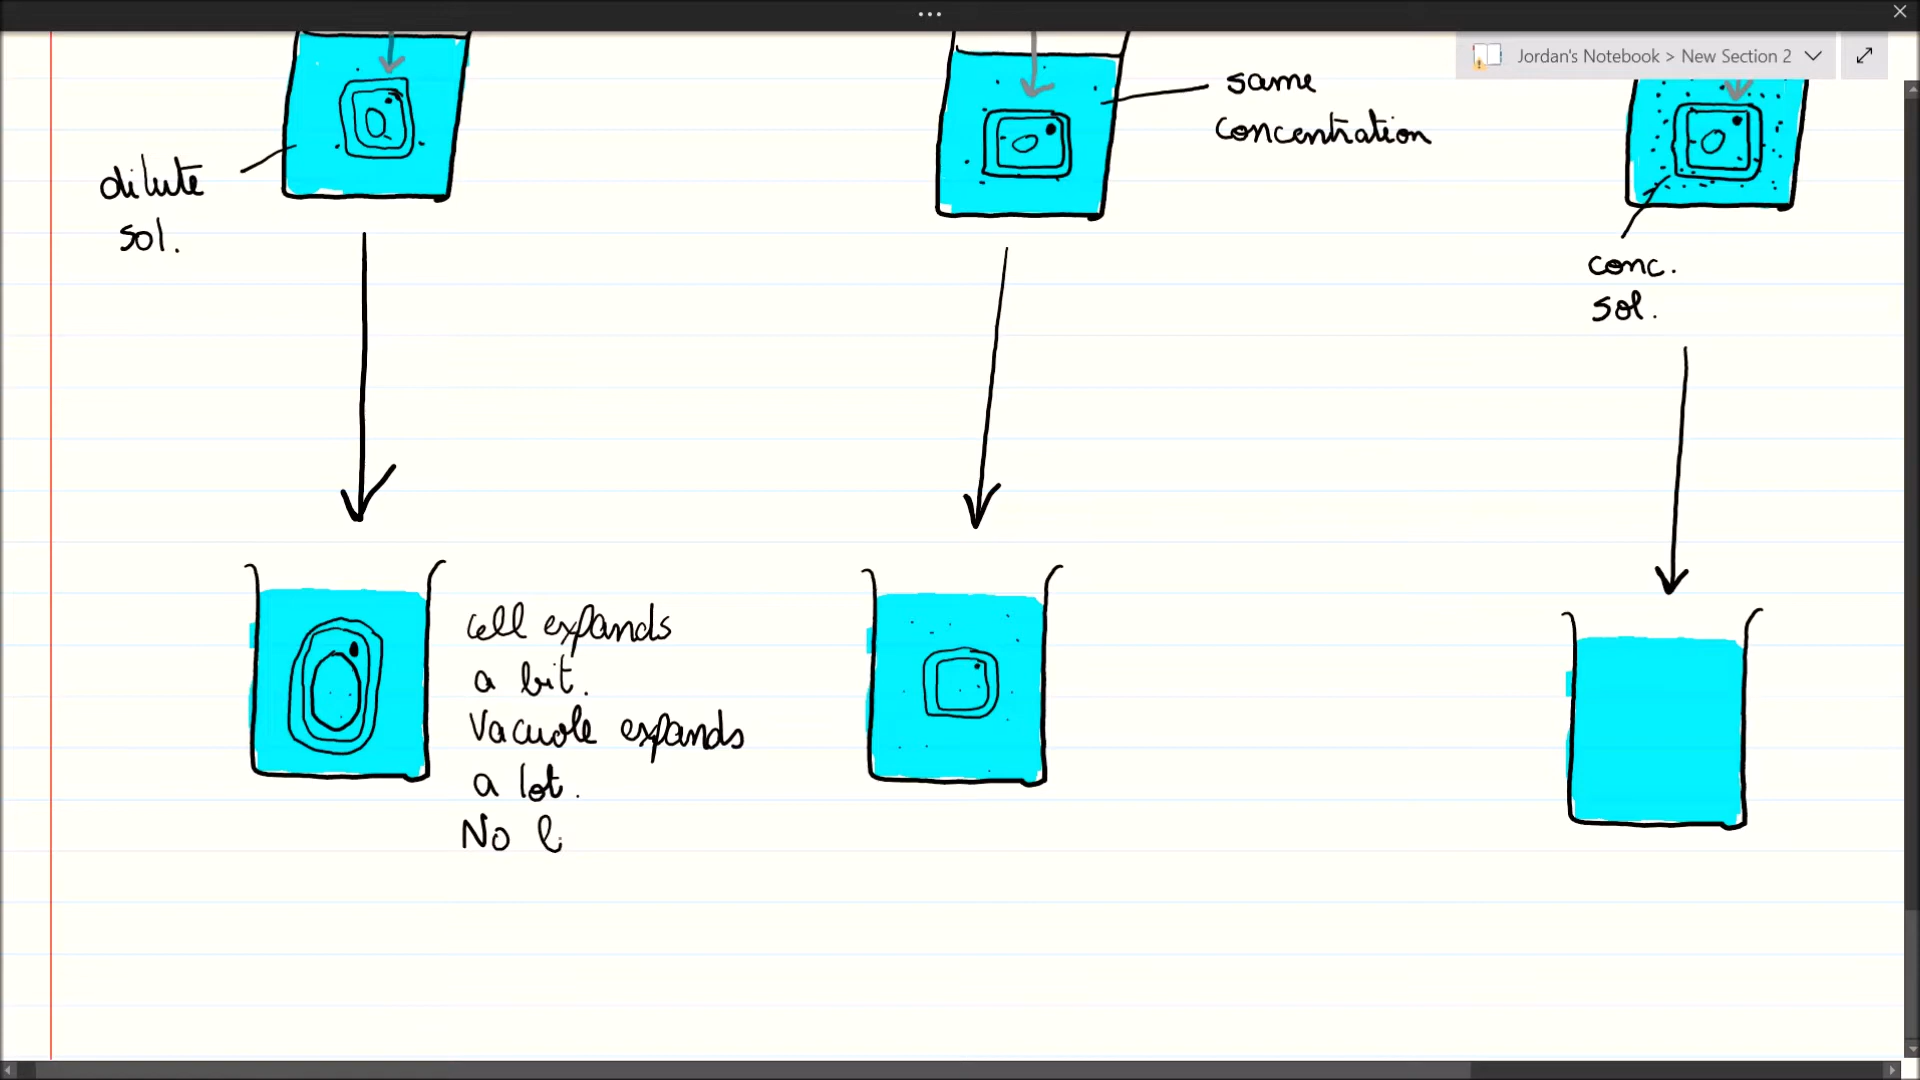 Jordan's Notebook > New Section 2
same
concentration
dilute
sol.
conc.
sol.
cell expands
a bit.
Vacuole expands
a lot.
No